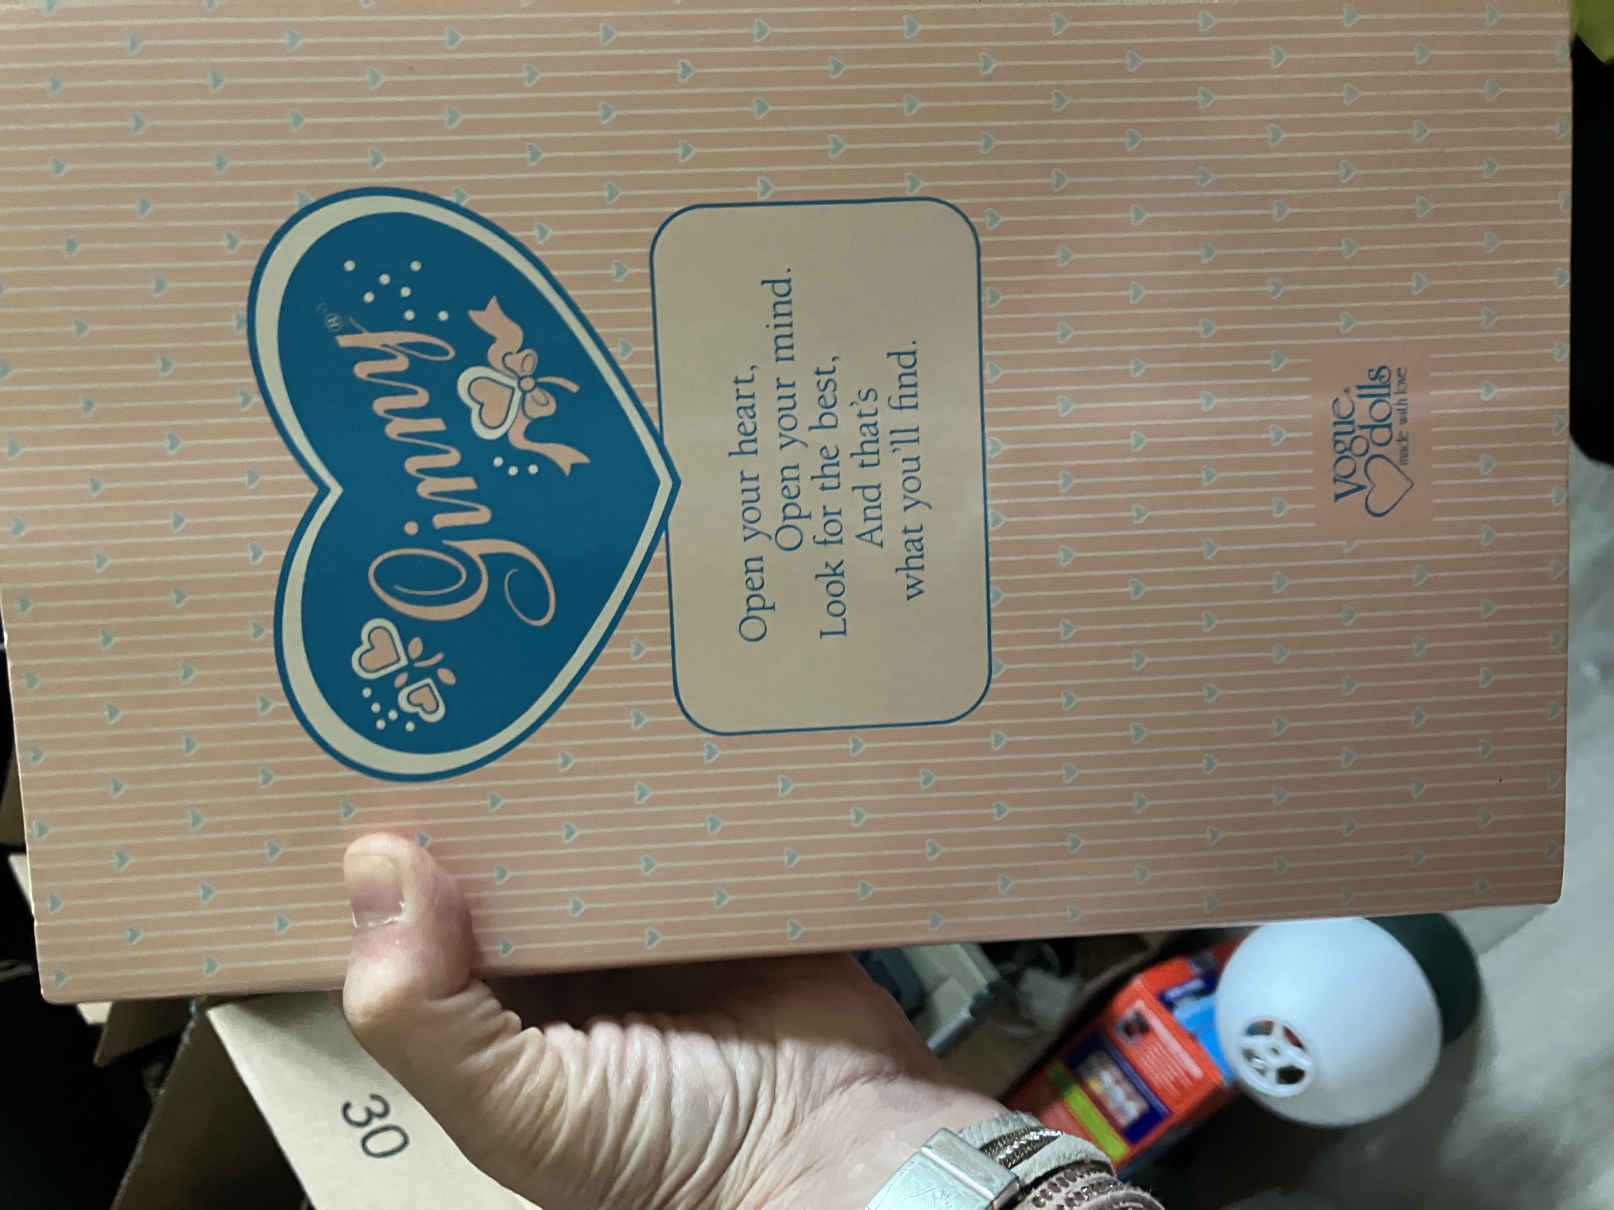 Ginny®
Open your heart,
Open your mind.
Look for the best,
And that's
what you'll find.
vogue®
dolls
made with love
30